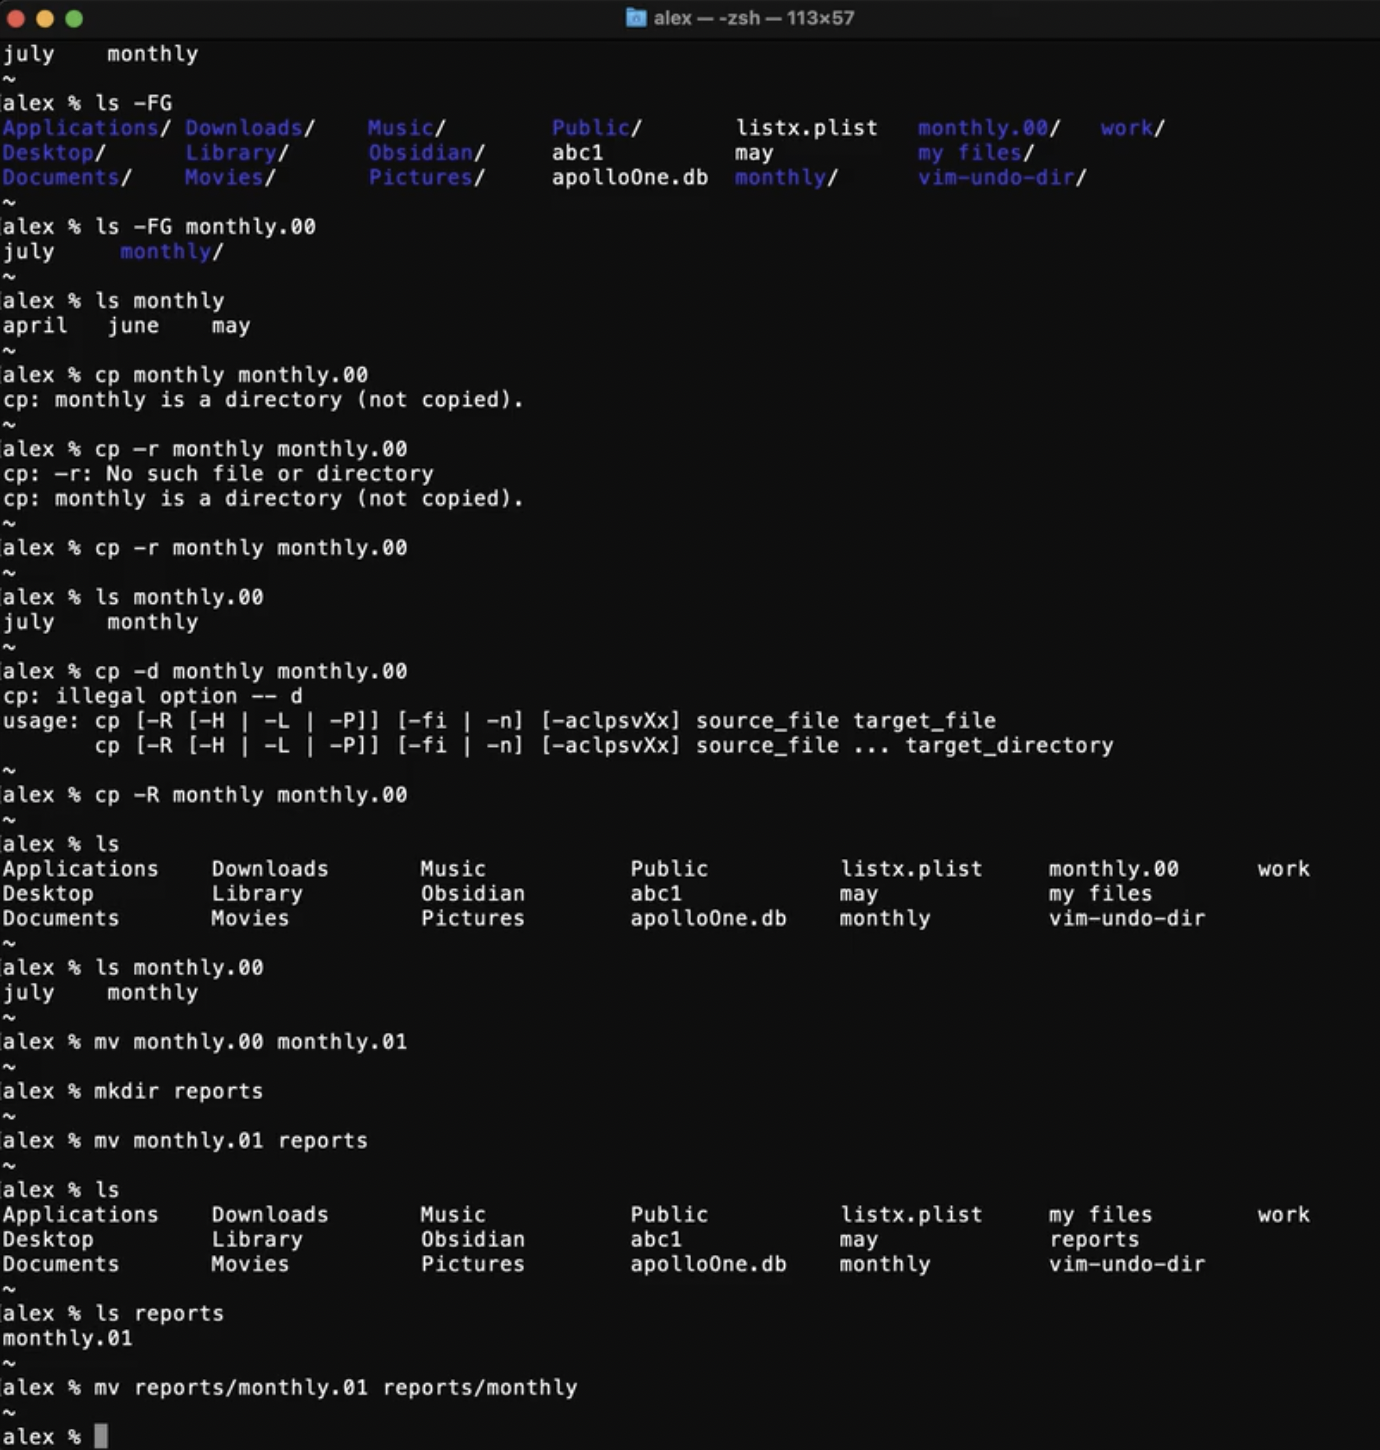 alex — -zsh — 113×57
july    monthly
~
alex % ls -FG
Applications/ Downloads/    Music/        Public/       listx.plist   monthly.00/   work/
Desktop/      Library/      Obsidian/     abc1          may           my files/
Documents/    Movies/       Pictures/     apolloOne.db  monthly/      vim-undo-dir/
~
alex % ls -FG monthly.00
july     monthly/
~
alex % ls monthly
april   june    may
~
alex % cp monthly monthly.00
cp: monthly is a directory (not copied).
~
alex % cp –r monthly monthly.00
cp: –r: No such file or directory
cp: monthly is a directory (not copied).
~
alex % cp -r monthly monthly.00
~
alex % ls monthly.00
july    monthly
~
alex % cp -d monthly monthly.00
cp: illegal option -- d
usage: cp [-R [-H | -L | -P]] [-fi | -n] [-aclpsvXx] source_file target_file
       cp [-R [-H | -L | -P]] [-fi | -n] [-aclpsvXx] source_file ... target_directory
~
alex % cp -R monthly monthly.00
~
alex % ls
Applications    Downloads       Music           Public          listx.plist     monthly.00      work
Desktop         Library         Obsidian        abc1            may             my files
Documents       Movies          Pictures        apolloOne.db    monthly         vim-undo-dir
~
alex % ls monthly.00
july    monthly
~
alex % mv monthly.00 monthly.01
~
alex % mkdir reports
~
alex % mv monthly.01 reports
~
alex % ls
Applications    Downloads       Music           Public          listx.plist     my files        work
Desktop         Library         Obsidian        abc1            may             reports
Documents       Movies          Pictures        apolloOne.db    monthly         vim-undo-dir
~
alex % ls reports
monthly.01
~
alex % mv reports/monthly.01 reports/monthly
~
alex %